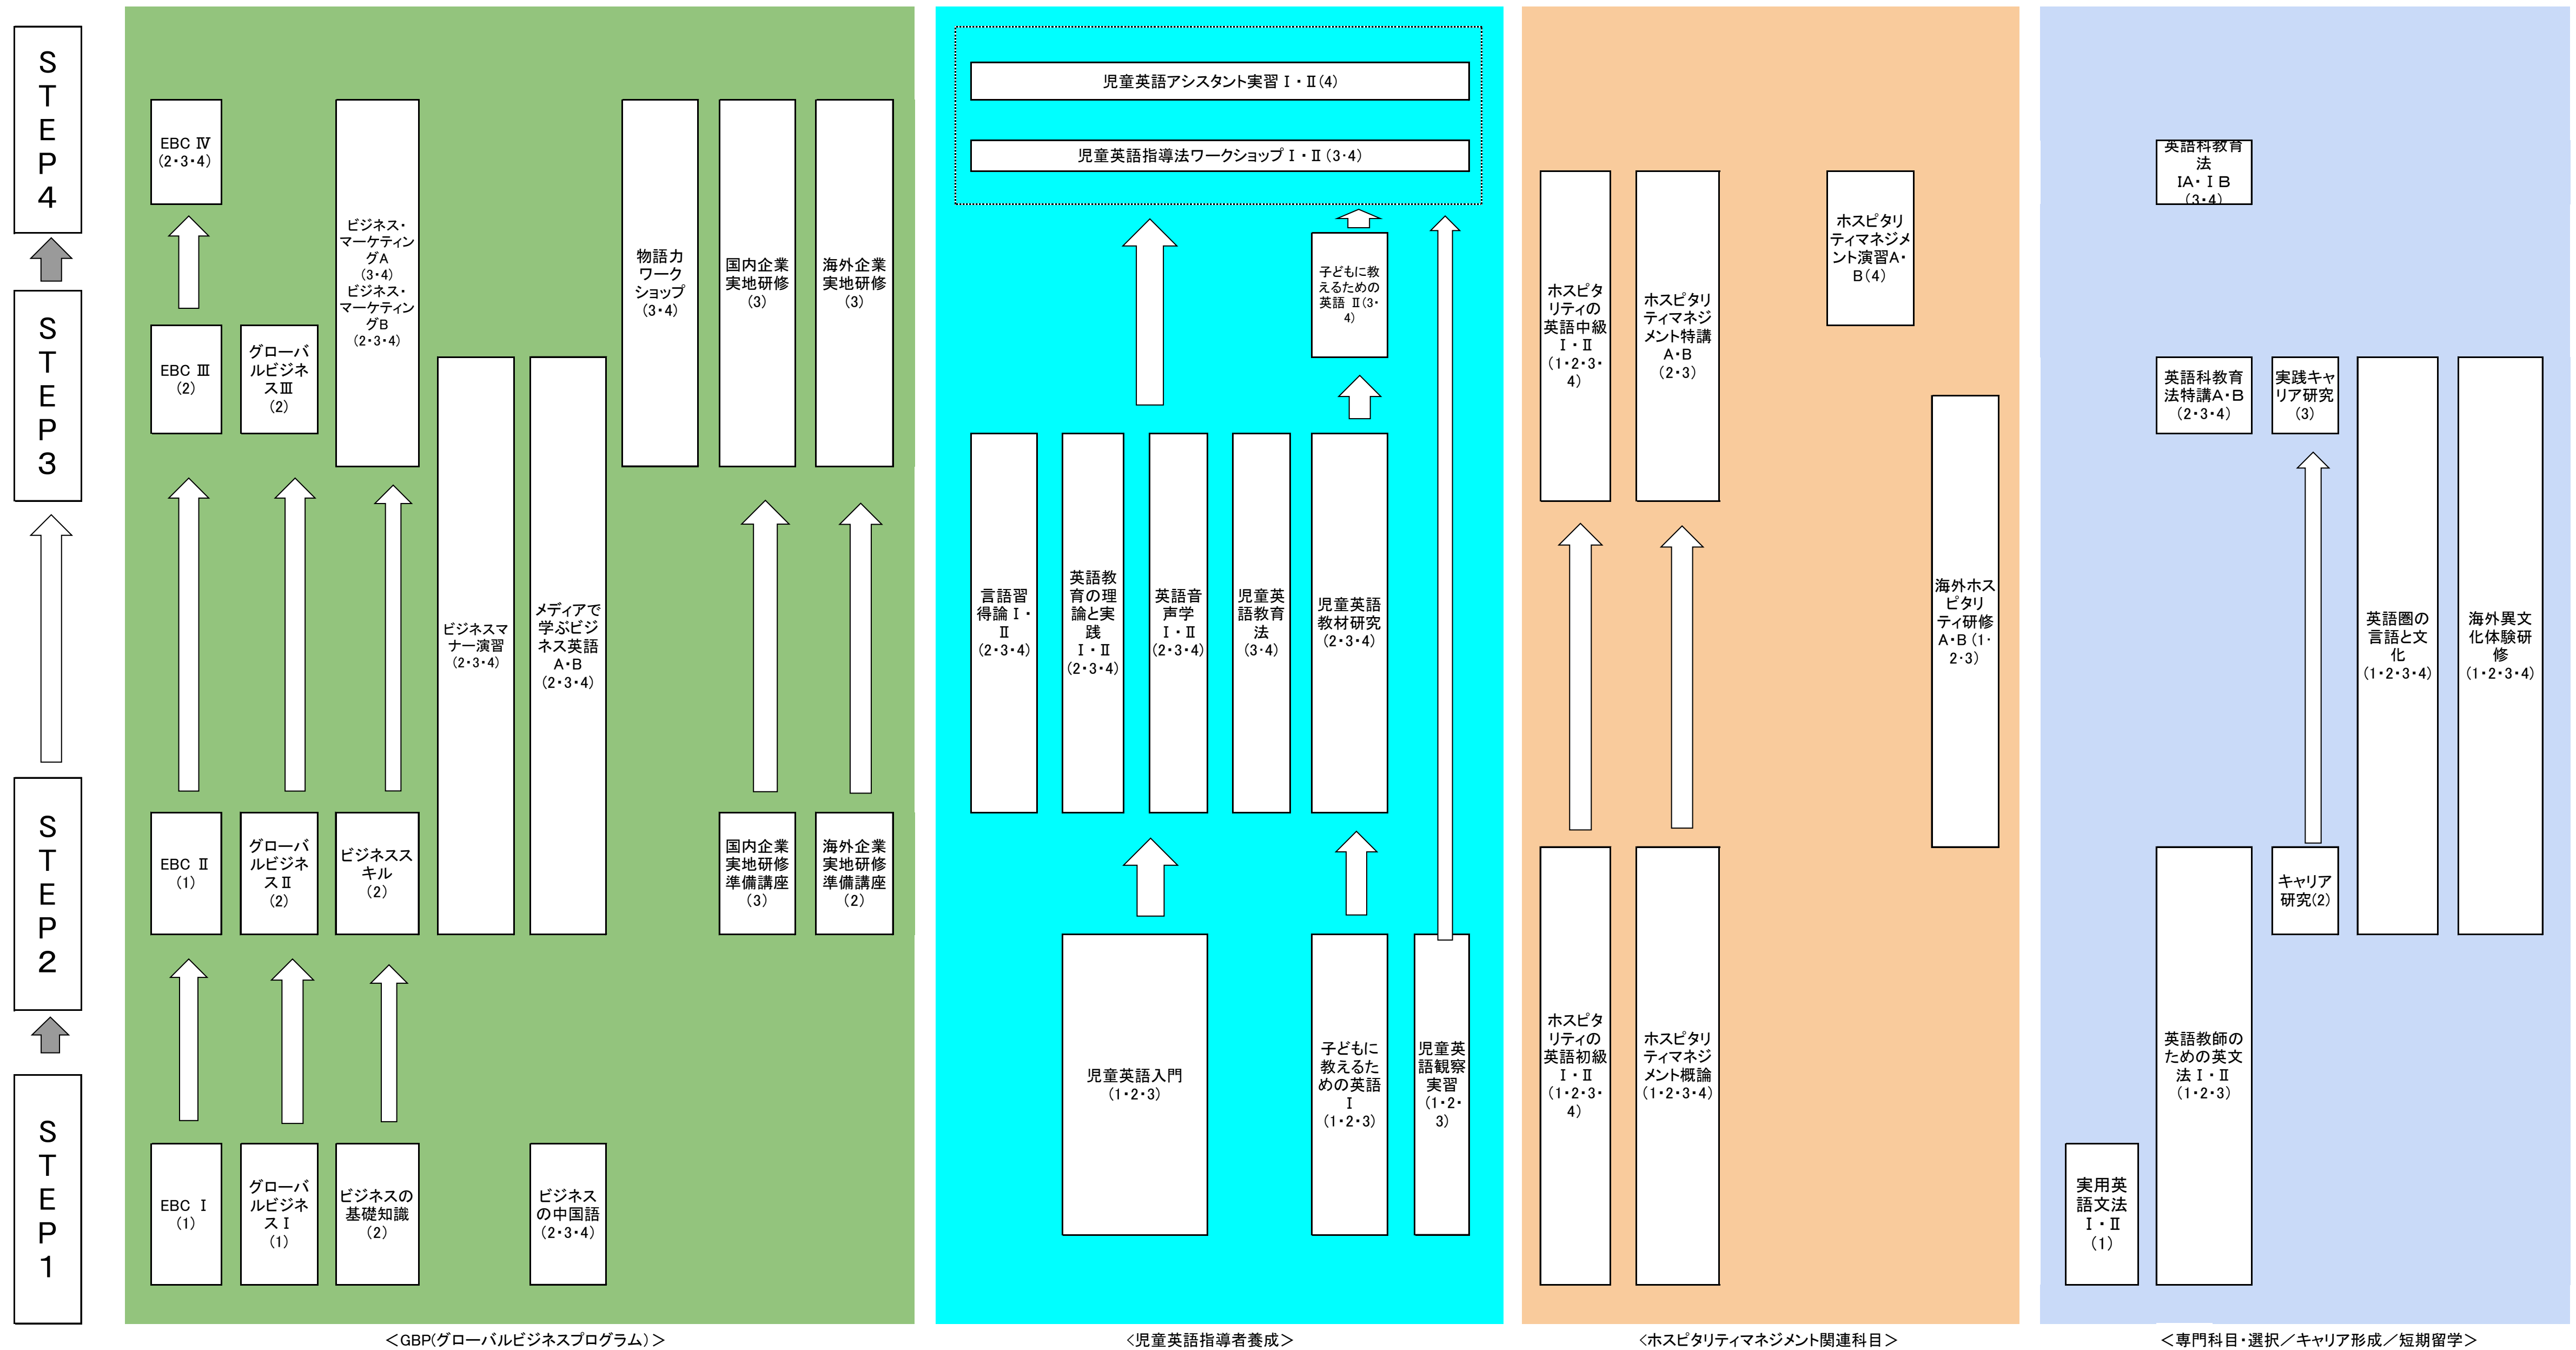 STEP4
STEP3
STEP2
STEP1
EBC Ⅳ
(2・3・4)
EBC Ⅲ
(2)
グローバ
ルビジネ
スⅢ
(2)
ビジネス・
マーケティン
グA
(3・4)
ビジネス・
マーケティン
グB
(2・3・4)
物語力
ワーク
ショップ
(3・4)
国内企業
実地研修
(3)
海外企業
実地研修
(3)
ビジネスマ
ナー演習
(2・3・4)
メディアで
学ぶビジ
ネス英語
A・B
(2・3・4)
EBC Ⅱ
(1)
グローバ
ルビジネ
スⅡ
(2)
ビジネスス
キル
(2)
国内企業
実地研修
準備講座
(3)
海外企業
実地研修
準備講座
(2)
EBC Ⅰ
(1)
グローバ
ルビジネ
スⅠ
(1)
ビジネスの
基礎知識
(2)
ビジネス
の中国語
(2・3・4)
＜GBP(グローバルビジネスプログラム)＞
児童英語アシスタント実習Ⅰ・Ⅱ(4)
児童英語指導法ワークショップⅠ・Ⅱ(3・4)
子どもに教
えるための
英語 Ⅱ(3・
4)
言語習
得論Ⅰ・
Ⅱ
(2・3・4)
英語教
育の理
論と実
践
Ⅰ・Ⅱ
(2・3・4)
英語音
声学
Ⅰ・Ⅱ
(2・3・4)
児童英
語教育
法
(3・4)
児童英語
教材研究
(2・3・4)
児童英語入門
(1・2・3)
子どもに
教えるた
めの英語
Ⅰ
(1・2・3)
児童英
語観察
実習
(1・2・
3)
＜児童英語指導者養成＞
ホスピタ
リティの
英語中級
Ⅰ・Ⅱ
(1・2・3・
4)
ホスピタリ
ティマネジ
メント特講
A・B
(2・3)
ホスピタリ
ティマネジメ
ント演習A・
B(4)
海外ホス
ピタリ
ティ研修
A・B(1・
2・3)
ホスピタ
リティの
英語初級
Ⅰ・Ⅱ
(1・2・3・
4)
ホスピタリ
ティマネジ
メント概論
(1・2・3・4)
＜ホスピタリティマネジメント関連科目＞
英語科教育
法
ⅠA・ⅠB
(3・4)
英語科教育
法特講A・B
(2・3・4)
実践キャ
リア研究
(3)
英語圏の
言語と文
化
(1・2・3・4)
海外異文
化体験研
修
(1・2・3・4)
キャリア
研究(2)
英語教師の
ための英文
法Ⅰ・Ⅱ
(1・2・3)
実用英
語文法
Ⅰ・Ⅱ
(1)
＜専門科目・選択／キャリア形成／短期留学＞